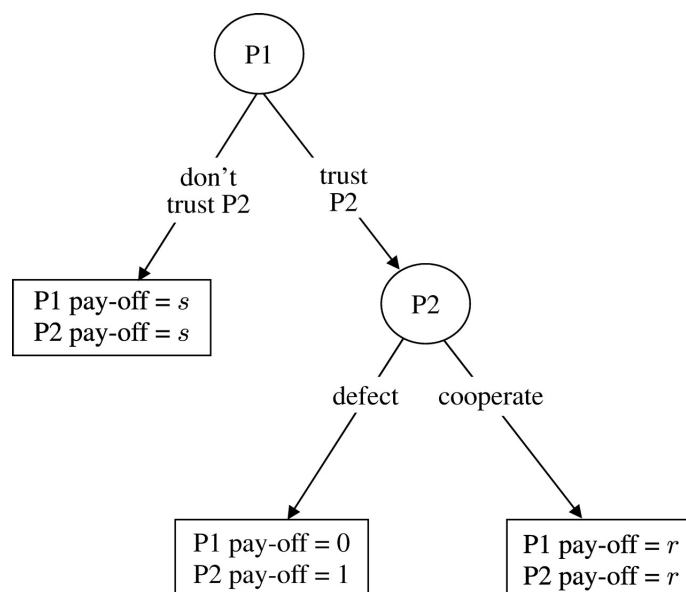 P1
don't
trust P2
trust
P2
P1 pay-off = s
P2 pay-off = s
P2
defect
cooperate
P1 pay-off = 0
P2 pay-off = 1
P1 pay-off = r
P2 pay-off = r